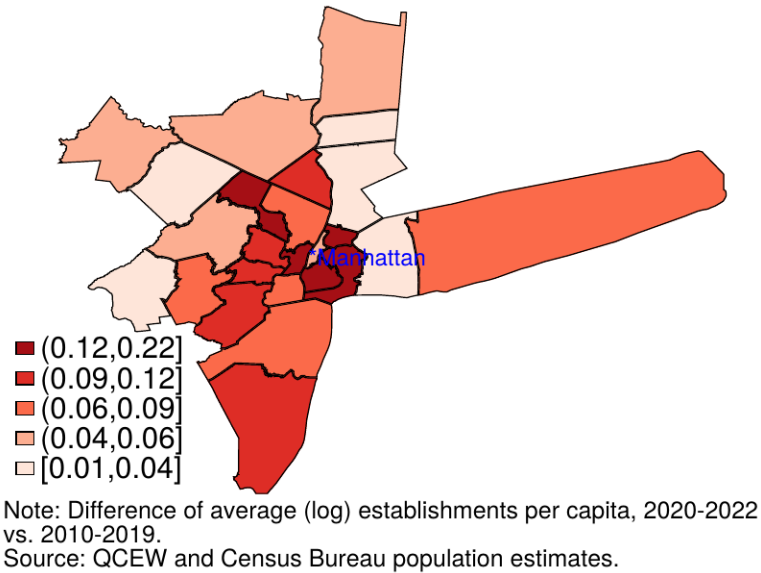 *Manhattan
(0.12,0.22]
(0.09,0.12]
(0.06,0.09]
(0.04,0.06]
[0.01,0.04]
Note: Difference of average (log) establishments per capita, 2020-2022
vs. 2010-2019.
Source: QCEW and Census Bureau population estimates.